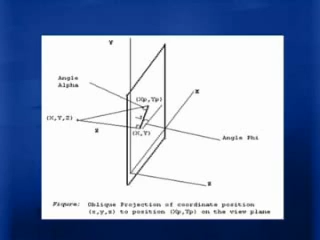 Y
Angle
Alpha
(Xp,Yp)
X
(X,Y,Z)
L
(X,Y)
Angle Phi
Figure: Oblique Projection of coordinate position
(x,y,z) to position (Xp,Yp) on the view plane